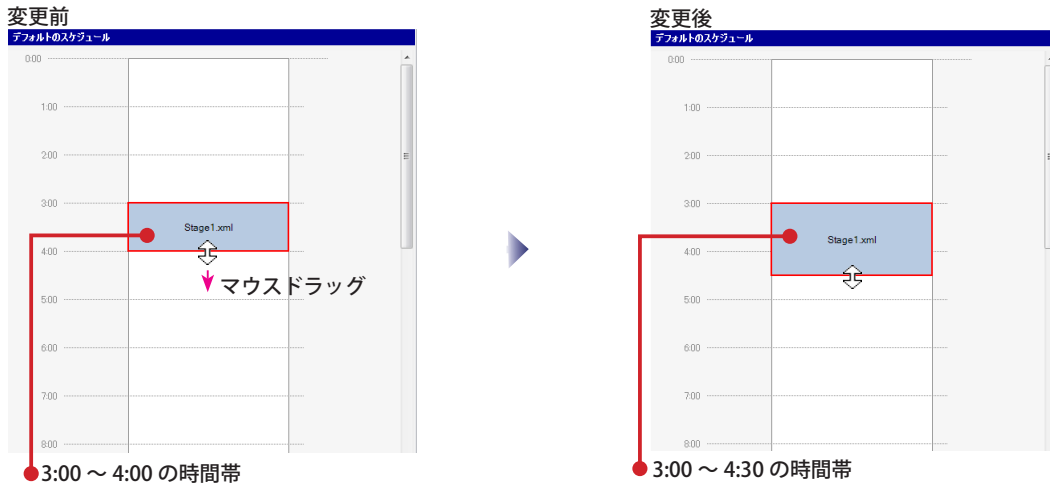 変更前
デフォルトのスケジュール
0:00
1:00
2:00
3:00
Stage1.xml
4:00
マウスドラッグ
5:00
6:00
7:00
8:00
3:00 ～ 4:00 の時間帯
変更後
デフォルトのスケジュール
0:00
1:00
2:00
3:00
Stage1.xml
4:00
5:00
6:00
7:00
8:00
3:00 ～ 4:30 の時間帯